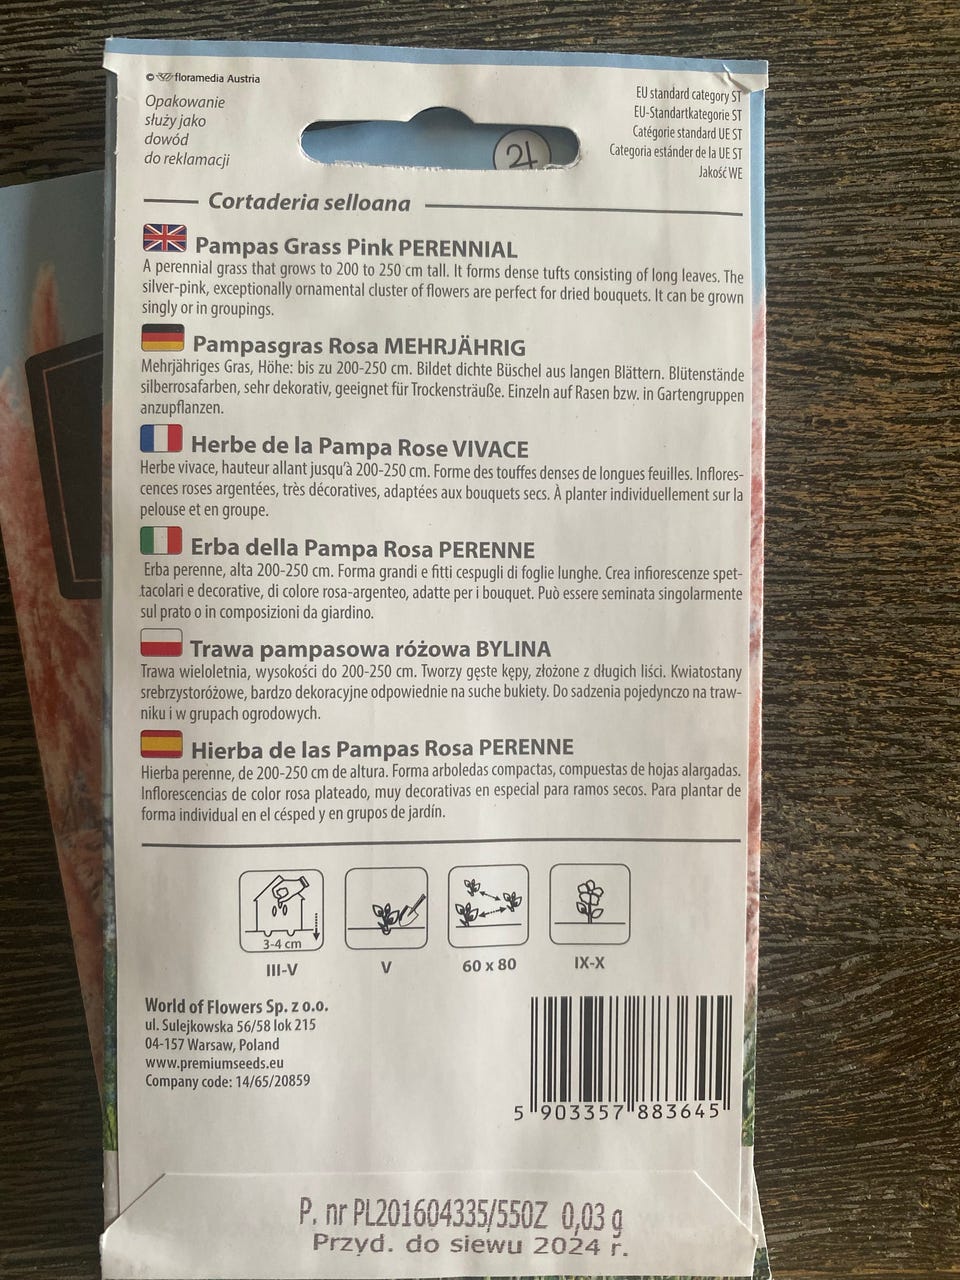 © floramedia Austria
Opakowanie
służy jako
dowód
do reklamacji
EU standard category ST
EU-Standartkategorie ST
Catégorie standard UE ST
Categoria estánder de la UE ST
Jakość WE
21
Cortaderia selloana
Pampas Grass Pink PERENNIAL
A perennial grass that grows to 200 to 250 cm tall. It forms dense tufts consisting of long leaves. The
silver-pink, exceptionally ornamental cluster of flowers are perfect for dried bouquets. It can be grown
singly or in groupings.
Pampasgras Rosa MEHRJÄHRIG
Mehrjähriges Gras, Höhe: bis zu 200-250 cm. Bildet dichte Büschel aus langen Blättern. Blütenstände
silberrosafarben, sehr dekorativ, geeignet für Trockensträuße. Einzeln auf Rasen bzw. in Gartengruppen
anzupflanzen.
Herbe de la Pampa Rose VIVACE
Herbe vivace, hauteur allant jusqu'à 200-250 cm. Forme des touffes denses de longues feuilles. Inflores-
cences roses argentées, très décoratives, adaptées aux bouquets secs. À planter individuellement sur la
pelouse et en groupe.
Erba della Pampa Rosa PERENNE
Erba perenne, alta 200-250 cm. Forma grandi e fitti cespugli di foglie lunghe. Crea infiorescenze spet-
tacolari e decorative, di colore rosa-argenteo, adatte per i bouquet. Può essere seminata singolarmente
sul prato o in composizioni da giardino.
Trawa pampasowa różowa BYLINA
Trawa wieloletnia, wysokości do 200-250 cm. Tworzy gęste kępy, złożone z długich liści. Kwiatostany
srebrzystoróżowe, bardzo dekoracyjne odpowiednie na suche bukiety. Do sadzenia pojedynczo na traw-
niku i w grupach ogrodowych.
Hierba de las Pampas Rosa PERENNE
Hierba perenne, de 200-250 cm de altura. Forma arboledas compactas, compuestas de hojas alargadas.
Inflorescencias de color rosa plateado, muy decorativas en especial para ramos secos. Para plantar de
forma individual en el césped y en grupos de jardín.
3-4 cm
III-V
V
60 x 80
IX-X
World of Flowers Sp. z o.o.
ul. Sulejkowska 56/58 lok 215
04-157 Warsaw, Poland
www.premiumseeds.eu
Company code: 14/65/20859
5 903357 883645
P. nr PL201604335/550Z 0,03 g
Przyd. do siewu 2024 r.